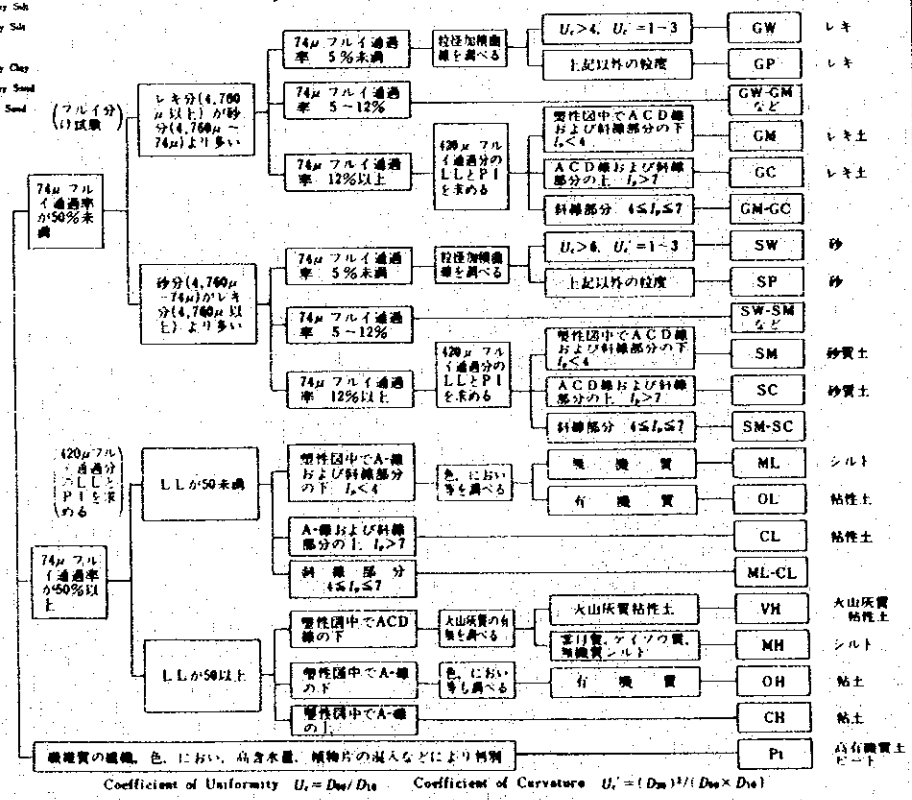 ty Silt
y Silt
y Clay
y Sand
Sand
(フルイ分
け試験)
74μ フル
イ通過率
が50%未
満
レキ分(4,760
μ以上)が砂
分(4,760μ～
74μ)より多い
74μ フルイ通過
率 5%未満
粒径加積曲
線を調べる
Uc>4, Uc′=1~3
GW
レキ
上記以外の粒度
GP
レキ
74μ フルイ通過
率 5~12%
GW-GM
など
74μ フルイ通過
率 12%以上
420μ フル
イ通過分の
LLとPI
を求める
塑性図中でACD線
および斜線部分の下
Ip<4
GM
レキ土
ACD線および斜線
部分の上 Ip>7
GC
レキ土
斜線部分 4≦Ip≦7
GM-GC
砂分(4,760μ
-74μ)がレキ
分(4,760μ以
上)より多い
74μ フルイ通過
率 5%未満
粒径加積曲
線を調べる
Uc>6, Uc′=1~3
SW
砂
上記以外の粒度
SP
砂
74μ フルイ通過
率 5~12%
SW-SM
など
74μ フルイ通過
率 12%以上
420μ フル
イ通過分の
LLとPI
を求める
塑性図中でACD線
および斜線部分の下
Ip<4
SM
砂質土
ACD線および斜線
部分の上 Ip>7
SC
砂質土
斜線部分 4≦Ip≦7
SM-SC
(420μフル
イ通過分
のLLと
PIを求
める)
74μ フル
イ通過率
が50%以
上
LLが50未満
塑性図中でA-線
および斜線部分
の下 Ip<4
色、におい
等を調べる
無機質
ML
シルト
有機質
OL
粘性土
A-線および斜線
部分の上 Ip>7
CL
粘性土
斜線部分
4≦Ip≦7
ML-CL
LLが50以上
塑性図中でACD
線の下
火山灰質の有
無を調べる
火山灰質粘性土
VH
火山灰質
粘性土
雲母質、ケイソウ質、
無機質シルト
MH
シルト
塑性図中でA-線
の下
色、におい
等も調べる
有機質
OH
粘土
塑性図中でA-線
の上
CH
粘土
繊維質の組織、色、におい、高含水量、植物片の混入などにより判別
Pt
高有機質土
ピート
Coefficient of Uniformity Uc=D60/D10 Coefficient of Curvature Uc′=(D30)²/(D60×D10)